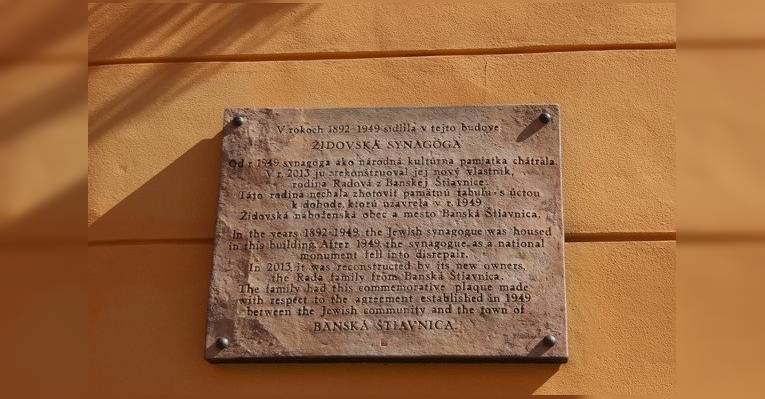 V rokoch 1892-1949 sídlila v tejto budove
ŽIDOVSKÁ SYNAGÓGA
Od r. 1949 synagóga ako národná kultúrna pamiatka chátrala.
V r. 2013 ju zrekonštruoval jej nový vlastník,
rodina Radová z Banskej Štiavnice.
Táto rodina nechala zhotoviť pamätnú tabuľu s úctou
k dohode, ktorú uzavrela v r. 1949
Židovská náboženská obec a mesto Banská Štiavnica.
In the years 1892-1949, the Jewish synagogue was housed
in this building. After 1949 the synagogue as a national
monument fell into disrepair.
In 2013, it was reconstructed by its new owners,
the Rada family from Banská Štiavnica.
The family had this commemorative plaque made
with respect to the agreement established in 1949
between the Jewish community and the town of
BANSKÁ ŠTIAVNICA.